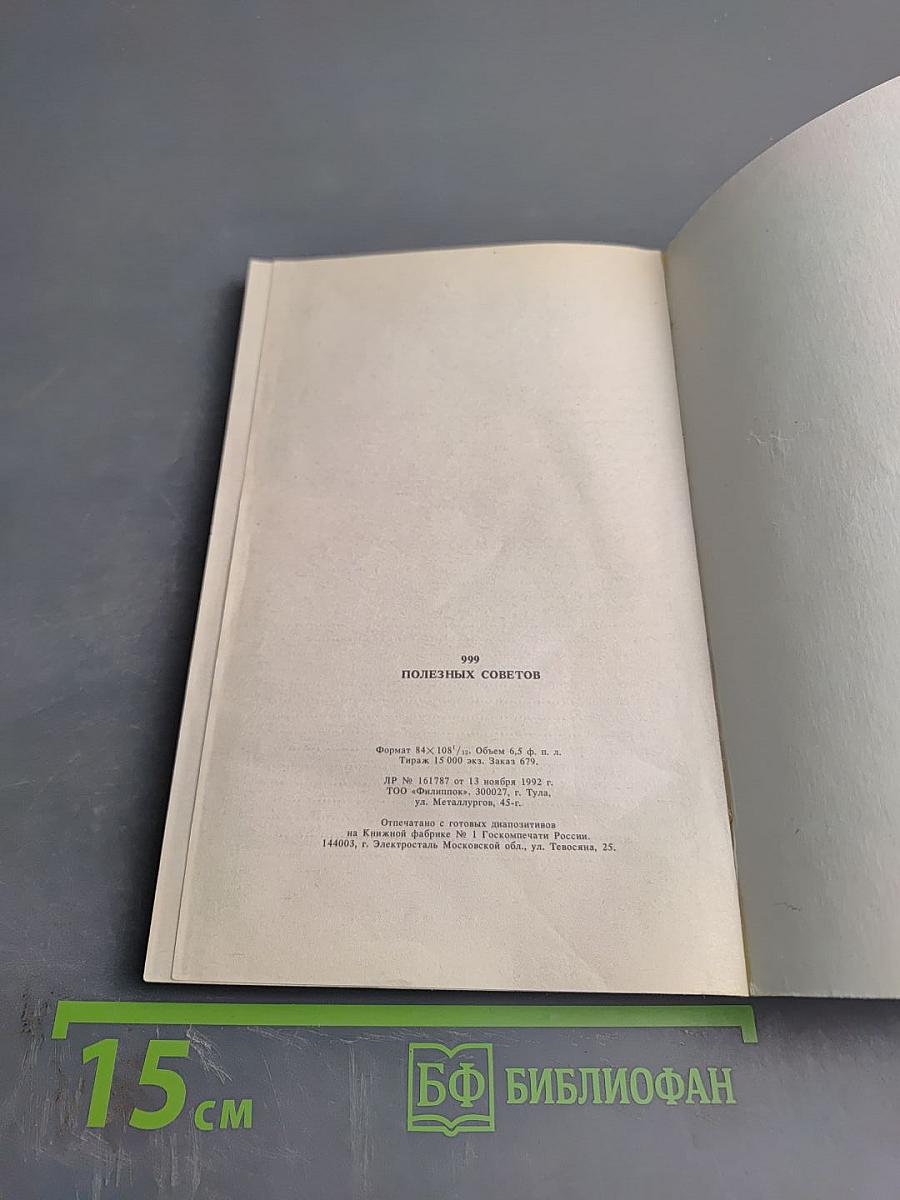 999
ПОЛЕЗНЫХ СОВЕТОВ
Формат 84×108¹/₃₂. Объем 6,5 ф. п. л.
Тираж 15 000 экз. Заказ 679.
ЛР № 161787 от 13 ноября 1992 г.
ТОО «Филиппок», 300027, г. Тула,
ул. Металлургов, 45-г.
Отпечатано с готовых диапозитивов
на Книжной фабрике № 1 Госкомпечати России.
144003, г. Электросталь Московской обл., ул. Тевосяна, 25.
15 см
БФ БИБЛИОФАН